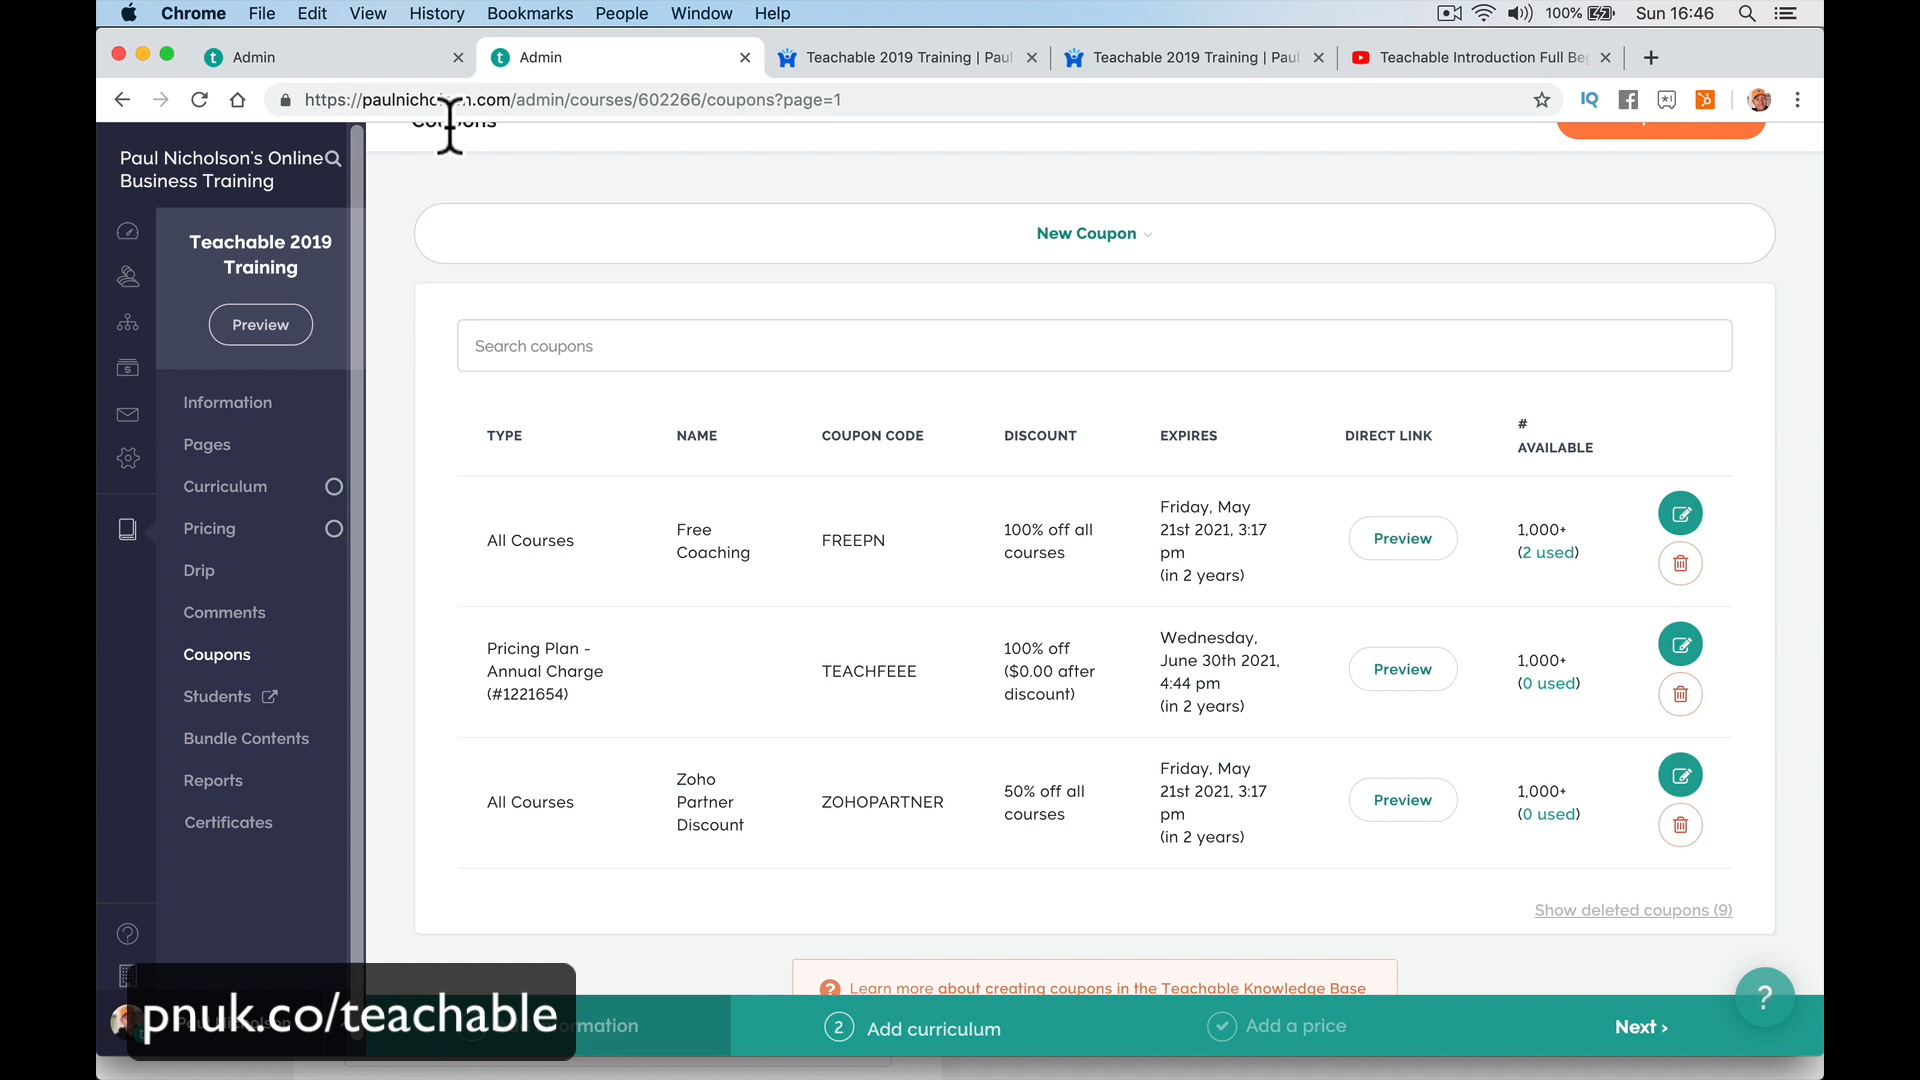 Chrome File Edit View History Bookmarks People Window Help 100% Sun 16:46
Admin Admin Teachable 2019 Training | Paul Teachable 2019 Training | Paul Teachable Introduction Full Be
/admin/courses/602266/coupons?page=1
Paul Nicholson's Online
Business Training
Teachable 2019
Training
Preview
Information
Pages
Curriculum
Pricing
Drip
Comments
Coupons
Students
Bundle Contents
Reports
Certificates
New Coupon
Search coupons
TYPE NAME COUPON CODE DISCOUNT EXPIRES DIRECT LINK # AVAILABLE
All Courses
Free
Coaching
FREEPN
100% off all
courses
Friday, May
21st 2021, 3:17
pm
(in 2 years)
Preview
1,000+
(2 used)
Pricing Plan -
Annual Charge
(#1221654)
TEACHFEEE
100% off
($0.00 after
discount)
Wednesday,
June 30th 2021,
4:44 pm
(in 2 years)
Preview
1,000+
(0 used)
All Courses
Zoho
Partner
Discount
ZOHOPARTNER
50% off all
courses
Friday, May
21st 2021, 3:17
pm
(in 2 years)
Preview
1,000+
(0 used)
Show deleted coupons (9)
? Learn more about creating coupons in the Teachable Knowledge Base
2 Add curriculum Add a price Next ›
?
pnuk.co/teachable